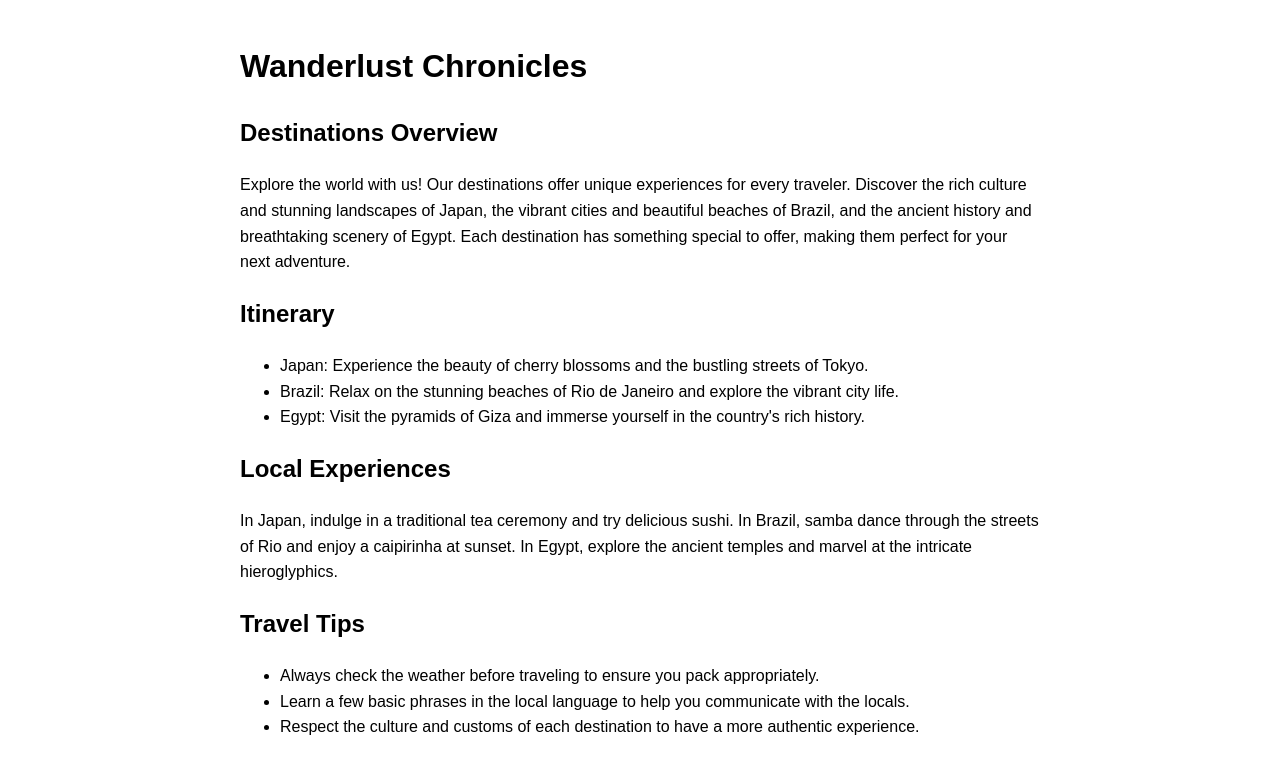 Wanderlust Chronicles
Destinations Overview
Explore the world with us! Our destinations offer unique experiences for every traveler. Discover the rich culture
and stunning landscapes of Japan, the vibrant cities and beautiful beaches of Brazil, and the ancient history and
breathtaking scenery of Egypt. Each destination has something special to offer, making them perfect for your
next adventure.
Itinerary
• Japan: Experience the beauty of cherry blossoms and the bustling streets of Tokyo.
• Brazil: Relax on the stunning beaches of Rio de Janeiro and explore the vibrant city life.
• Egypt: Visit the pyramids of Giza and immerse yourself in the country's rich history.
Local Experiences
In Japan, indulge in a traditional tea ceremony and try delicious sushi. In Brazil, samba dance through the streets
of Rio and enjoy a caipirinha at sunset. In Egypt, explore the ancient temples and marvel at the intricate
hieroglyphics.
Travel Tips
• Always check the weather before traveling to ensure you pack appropriately.
• Learn a few basic phrases in the local language to help you communicate with the locals.
• Respect the culture and customs of each destination to have a more authentic experience.